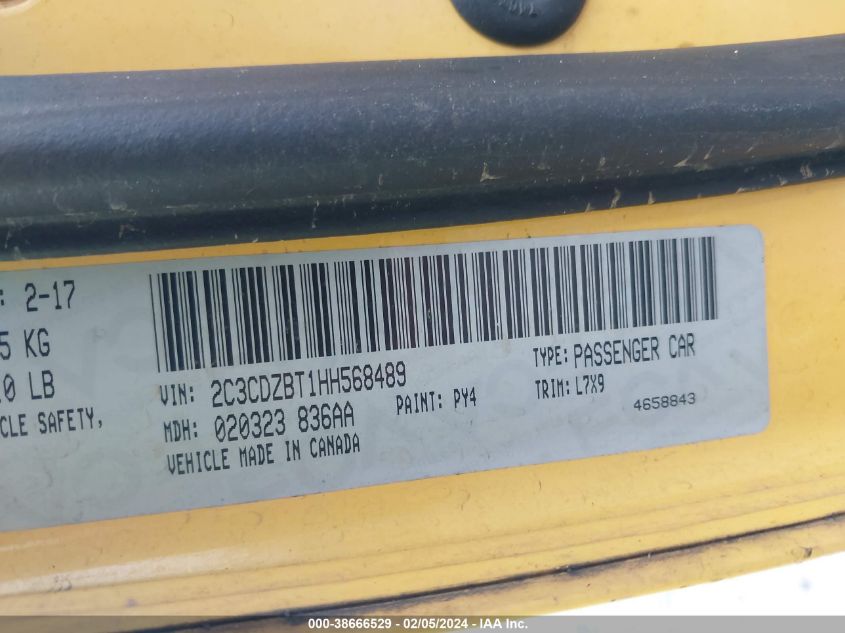 : 2-17
5 KG
0 LB
CLE SAFETY,
VIN: 2C3CDZBT1HH568489
TYPE: PASSENGER CAR
MDH: 020323 836AA
PAINT: PY4
TRIM: L7X9
VEHICLE MADE IN CANADA
4658843
000-38666529 - 02/05/2024 - IAA Inc.